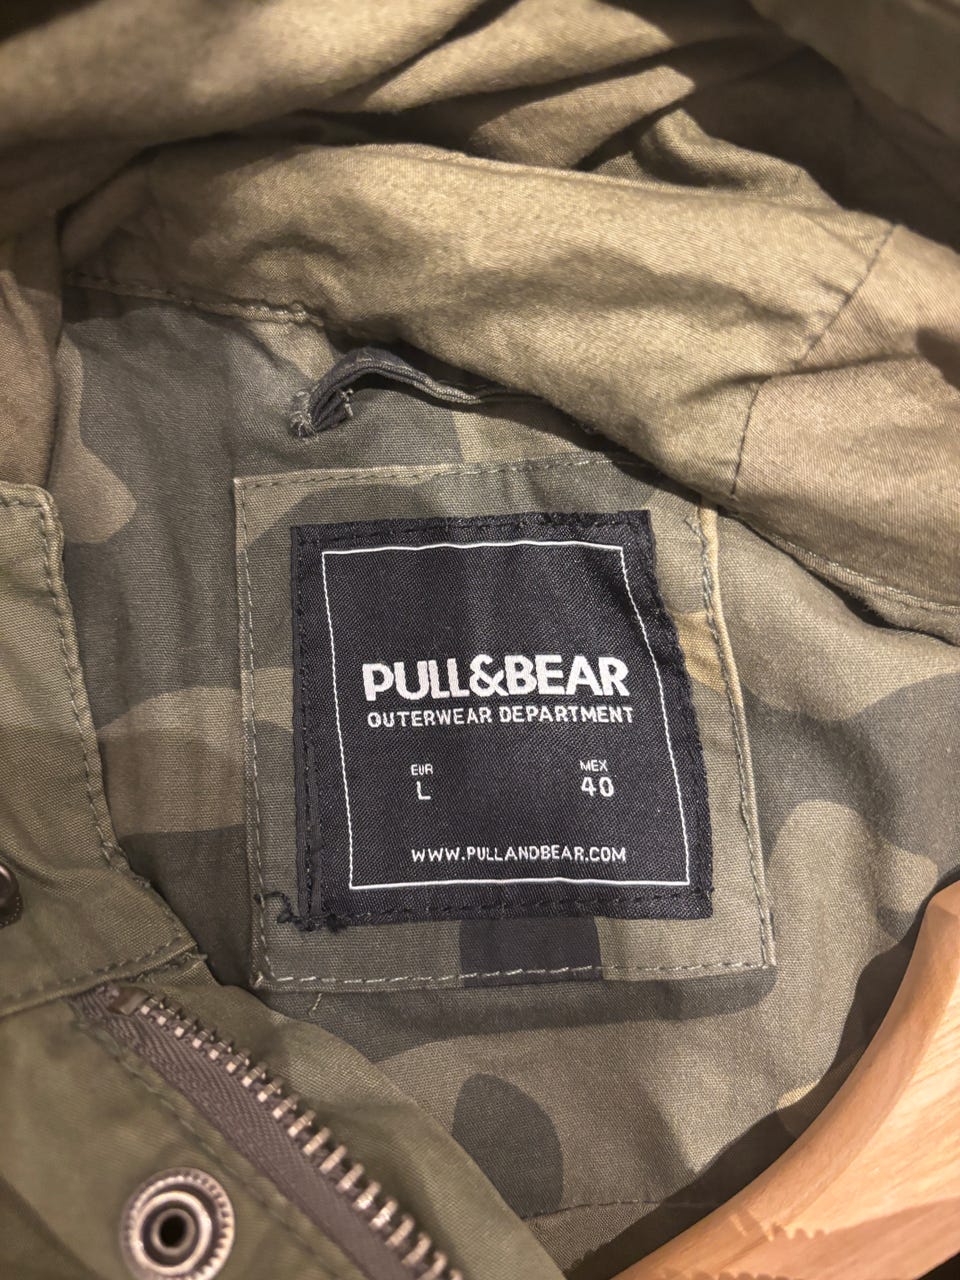 PULL&BEAR
OUTERWEAR DEPARTMENT
EUR MEX
L 40
WWW.PULLANDBEAR.COM